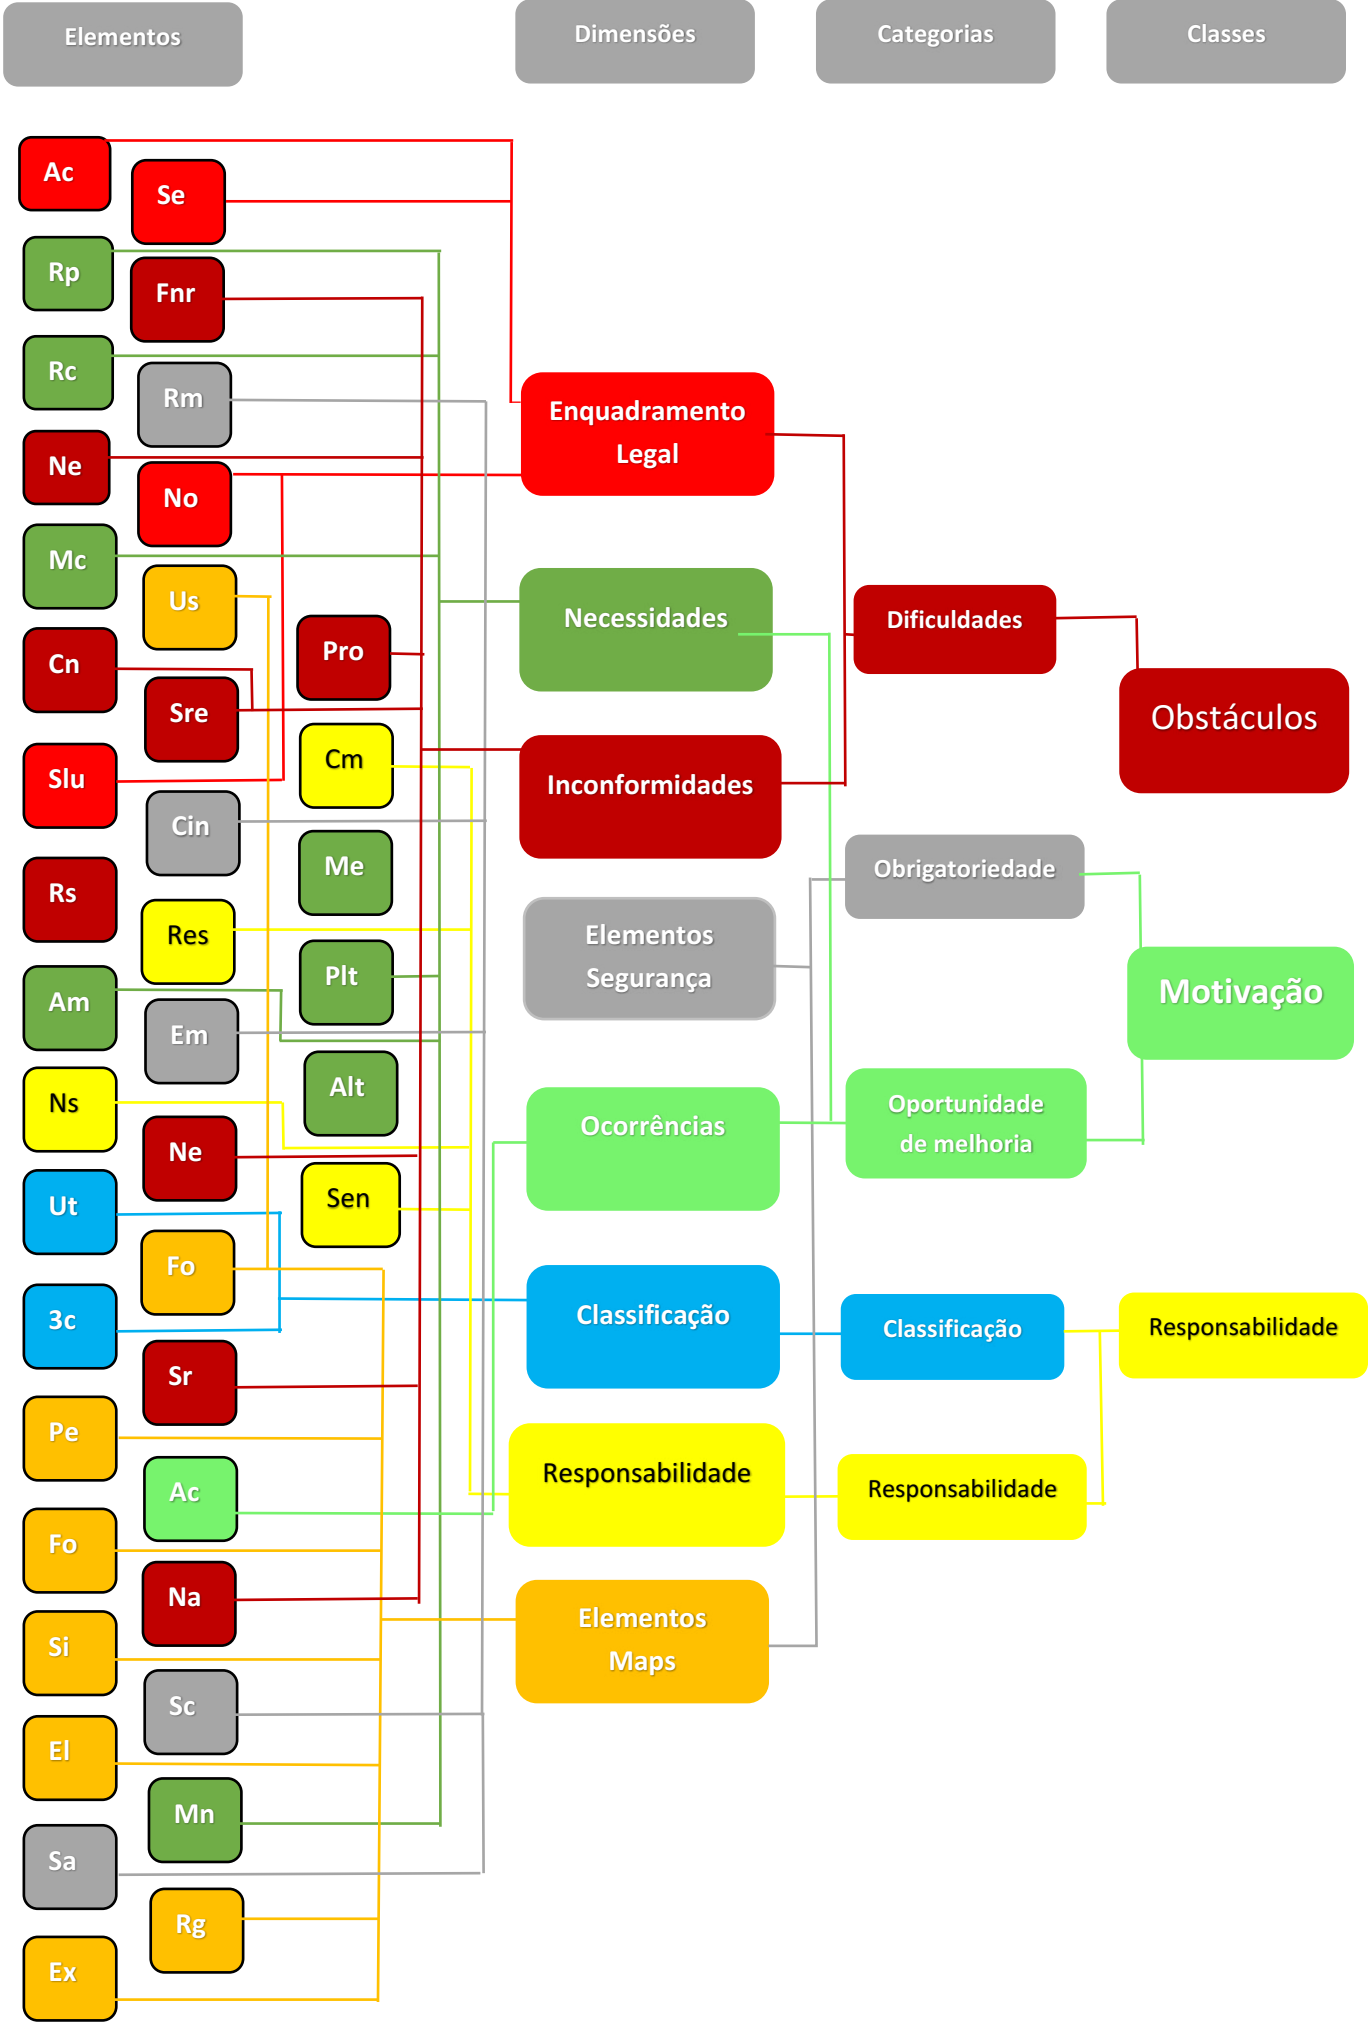 Elementos
Dimensões
Categorias
Classes
Ac
Se
Rp
Fnr
Rc
Rm
Ne
No
Mc
Us
Cn
Pro
Sre
Slu
Cm
Cin
Rs
Me
Res
Am
Plt
Em
Ns
Alt
Ne
Ut
Sen
Fo
3c
Sr
Pe
Ac
Fo
Na
Si
Sc
El
Mn
Sa
Rg
Ex
Enquadramento
Legal
Necessidades
Inconformidades
Elementos
Segurança
Ocorrências
Classificação
Responsabilidade
Elementos
Maps
Dificuldades
Obrigatoriedade
Oportunidade
de melhoria
Classificação
Responsabilidade
Obstáculos
Motivação
Responsabilidade